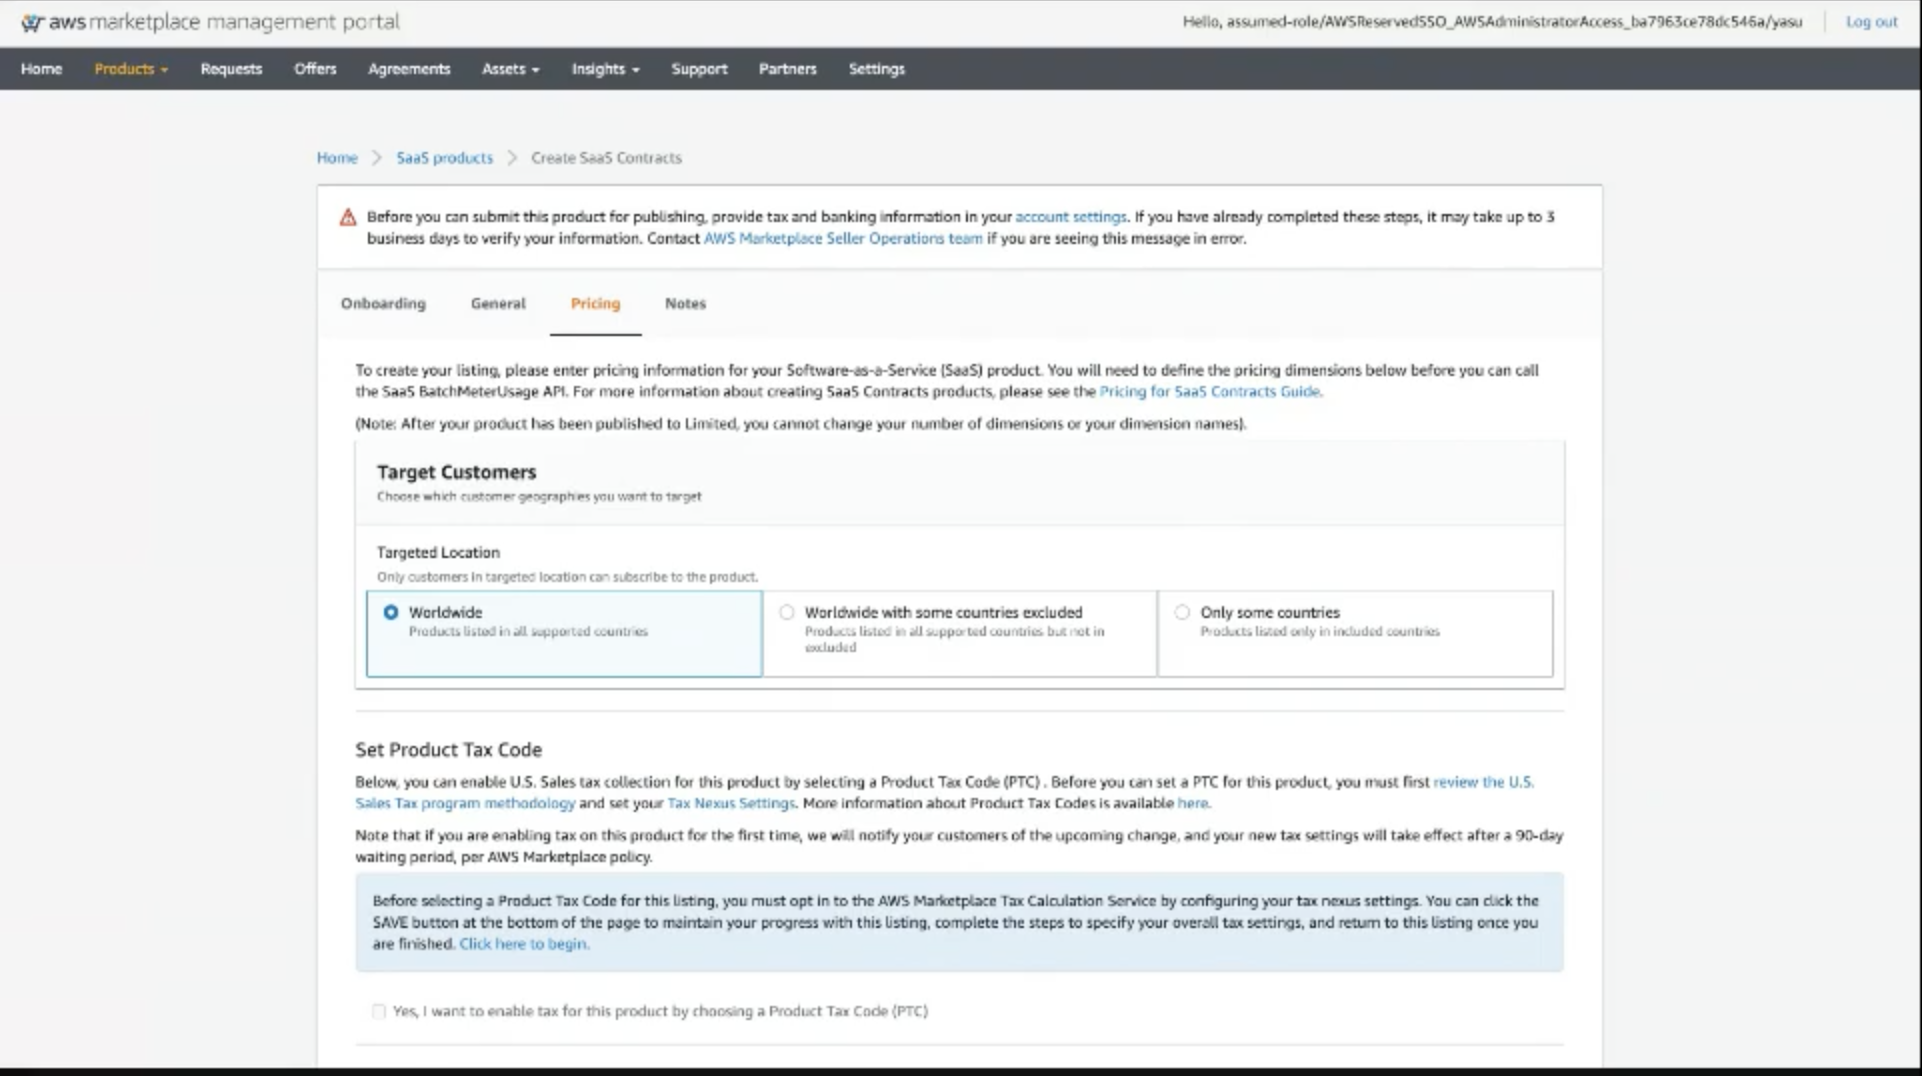 aws marketplace management portal
Hello, assumed-role/AWSReservedSSO_AWSAdministratorAccess_ba7963ce78dc546a/yasu
Log out
Home Products Requests Offers Agreements Assets Insights Support Partners Settings
Home > SaaS products > Create SaaS Contracts
Before you can submit this product for publishing, provide tax and banking information in your account settings. If you have already completed these steps, it may take up to 3
business days to verify your information. Contact AWS Marketplace Seller Operations team if you are seeing this message in error.
Onboarding General Pricing Notes
To create your listing, please enter pricing information for your Software-as-a-Service (SaaS) product. You will need to define the pricing dimensions below before you can call
the SaaS BatchMeterUsage API. For more information about creating SaaS Contracts products, please see the Pricing for SaaS Contracts Guide.
(Note: After your product has been published to Limited, you cannot change your number of dimensions or your dimension names).
Target Customers
Choose which customer geographies you want to target
Targeted Location
Only customers in targeted location can subscribe to the product.
Worldwide
Products listed in all supported countries
Worldwide with some countries excluded
Products listed in all supported countries but not in
excluded
Only some countries
Products listed only in included countries
Set Product Tax Code
Below, you can enable U.S. Sales tax collection for this product by selecting a Product Tax Code (PTC) . Before you can set a PTC for this product, you must first review the U.S.
Sales Tax program methodology and set your Tax Nexus Settings. More information about Product Tax Codes is available here.
Note that if you are enabling tax on this product for the first time, we will notify your customers of the upcoming change, and your new tax settings will take effect after a 90-day
waiting period, per AWS Marketplace policy.
Before selecting a Product Tax Code for this listing, you must opt in to the AWS Marketplace Tax Calculation Service by configuring your tax nexus settings. You can click the
SAVE button at the bottom of the page to maintain your progress with this listing, complete the steps to specify your overall tax settings, and return to this listing once you
are finished. Click here to begin.
Yes, I want to enable tax for this product by choosing a Product Tax Code (PTC)